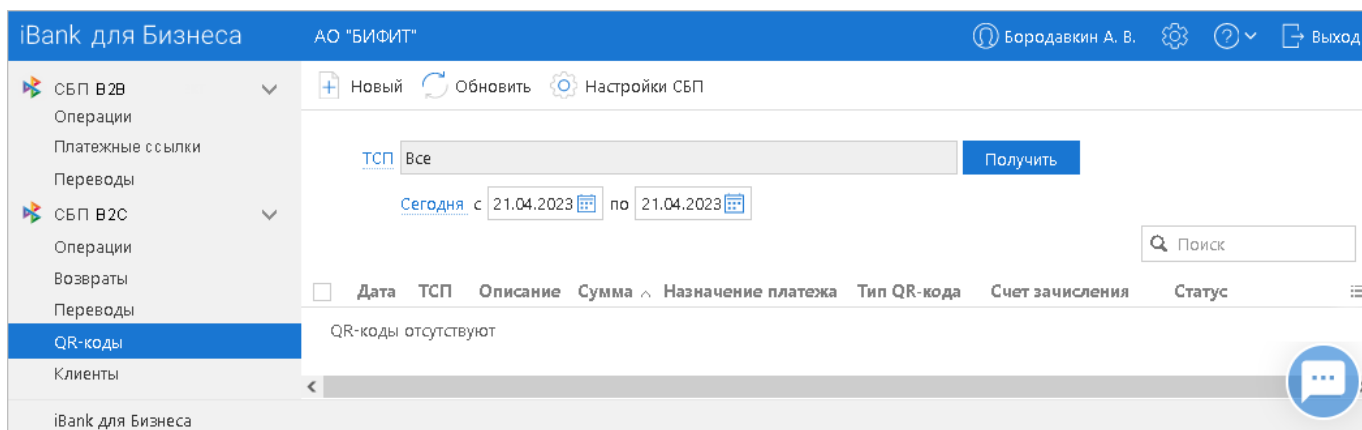 iBank для Бизнеса АО "БИФИТ" Бородавкин А. В. Выход
СБП B2B
Операции
Платежные ссылки
Переводы
СБП B2C
Операции
Возвраты
Переводы
QR-коды
Клиенты
iBank для Бизнеса
Новый Обновить Настройки СБП
ТСП Все Получить
Сегодня с 21.04.2023 по 21.04.2023
Поиск
Дата ТСП Описание Сумма Назначение платежа Тип QR-кода Счет зачисления Статус
QR-коды отсутствуют